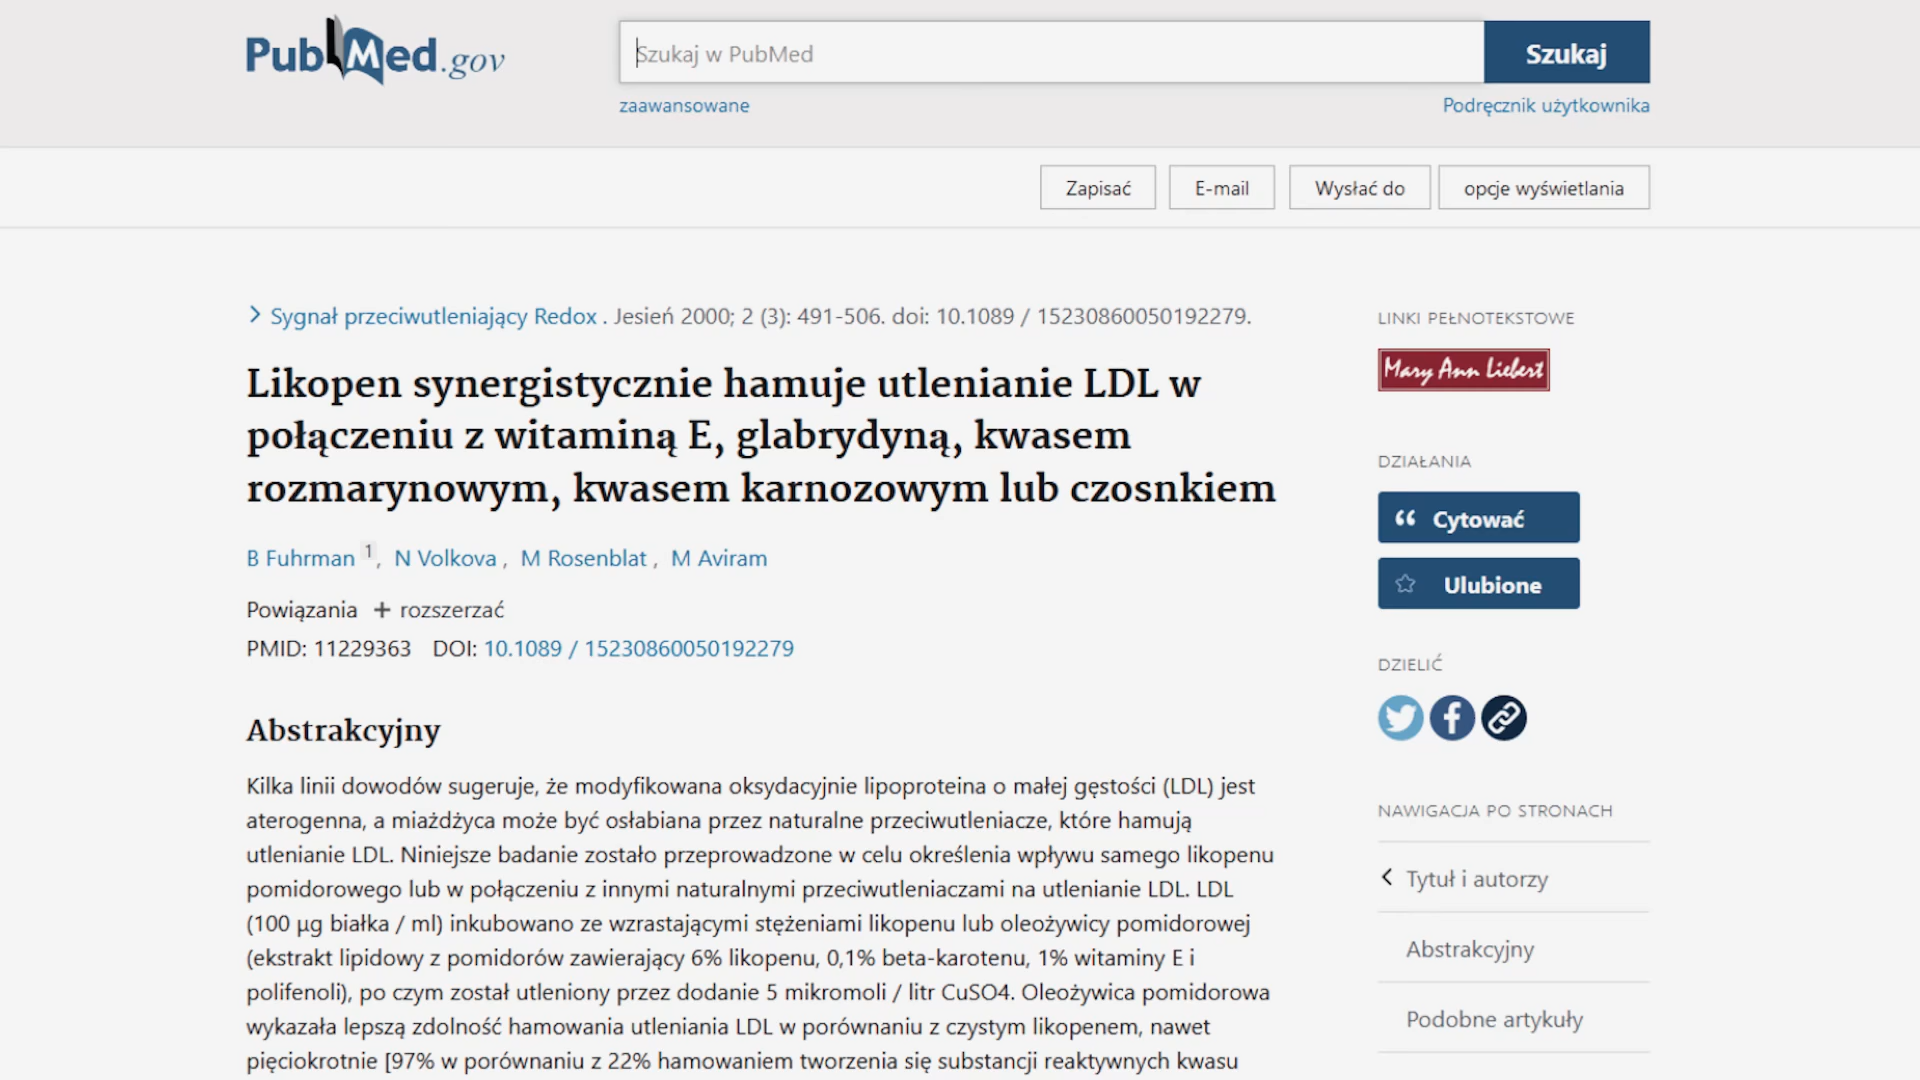 PubMed.gov
Szukaj w PubMed
Szukaj
zaawansowane
Podręcznik użytkownika
Zapisać
E-mail
Wysłać do
opcje wyświetlania
Sygnał przeciwutleniający Redox . Jesień 2000; 2 (3): 491-506. doi: 10.1089 / 15230860050192279.
Likopen synergistycznie hamuje utlenianie LDL w
połączeniu z witaminą E, glabrydyną, kwasem
rozmarynowym, kwasem karnozowym lub czosnkiem
B Fuhrman 1 , N Volkova , M Rosenblat , M Aviram
Powiązania + rozszerzać
PMID: 11229363 DOI: 10.1089 / 15230860050192279
Abstrakcyjny
Kilka linii dowodów sugeruje, że modyfikowana oksydacyjnie lipoproteina o małej gęstości (LDL) jest
aterogenna, a miażdżyca może być osłabiana przez naturalne przeciwutleniacze, które hamują
utlenianie LDL. Niniejsze badanie zostało przeprowadzone w celu określenia wpływu samego likopenu
pomidorowego lub w połączeniu z innymi naturalnymi przeciwutleniaczami na utlenianie LDL. LDL
(100 μg białka / ml) inkubowano ze wzrastającymi stężeniami likopenu lub oleożywicy pomidorowej
(ekstrakt lipidowy z pomidorów zawierający 6% likopenu, 0,1% beta-karotenu, 1% witaminy E i
polifenoli), po czym został utleniony przez dodanie 5 mikromoli / litr CuSO4. Oleożywica pomidorowa
wykazała lepszą zdolność hamowania utleniania LDL w porównaniu z czystym likopenem, nawet
pięciokrotnie [97% w porównaniu z 22% hamowaniem tworzenia się substancji reaktywnych kwasu
LINKI PEŁNOTEKSTOWE
Mary Ann Liebert
DZIAŁANIA
Cytować
Ulubione
DZIELIĆ
NAWIGACJA PO STRONACH
Tytuł i autorzy
Abstrakcyjny
Podobne artykuły